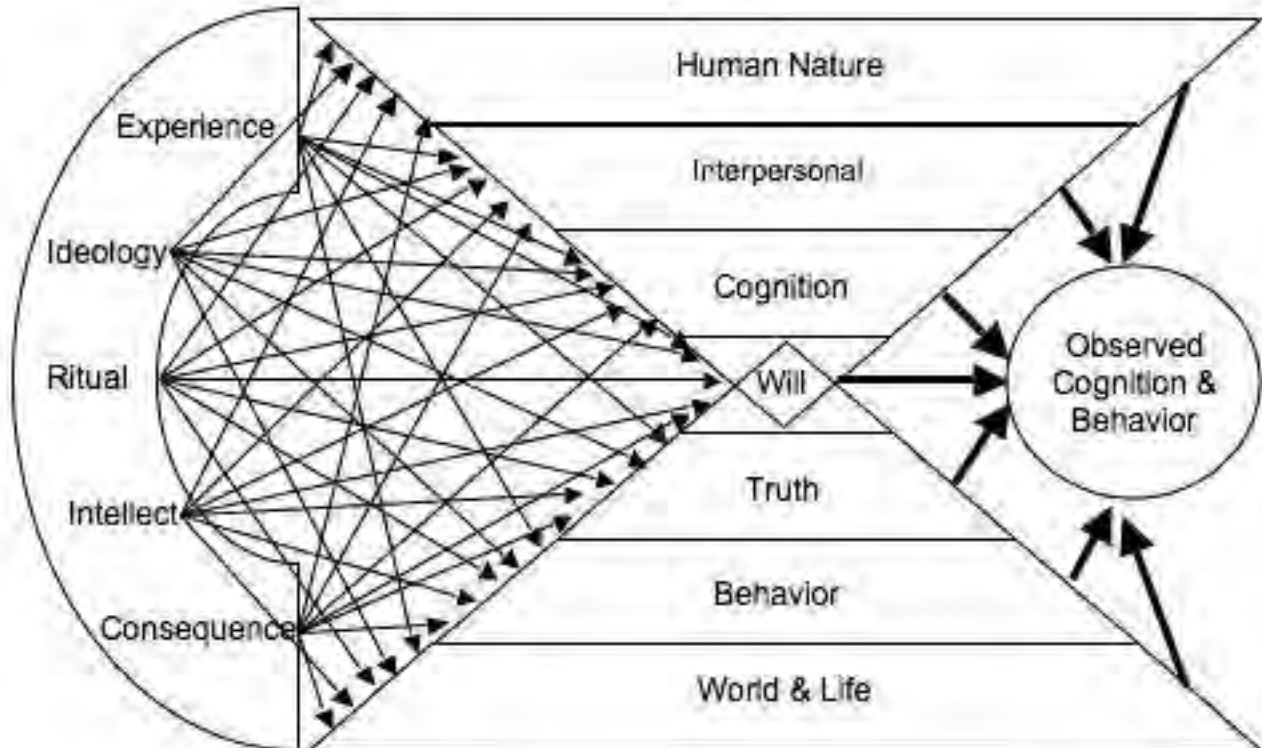 Human Nature
Experience
Interpersonal
Ideology
Cognition
Ritual
Will
Observed
Cognition &
Behavior
Intellect
Truth
Behavior
Consequence
World & Life